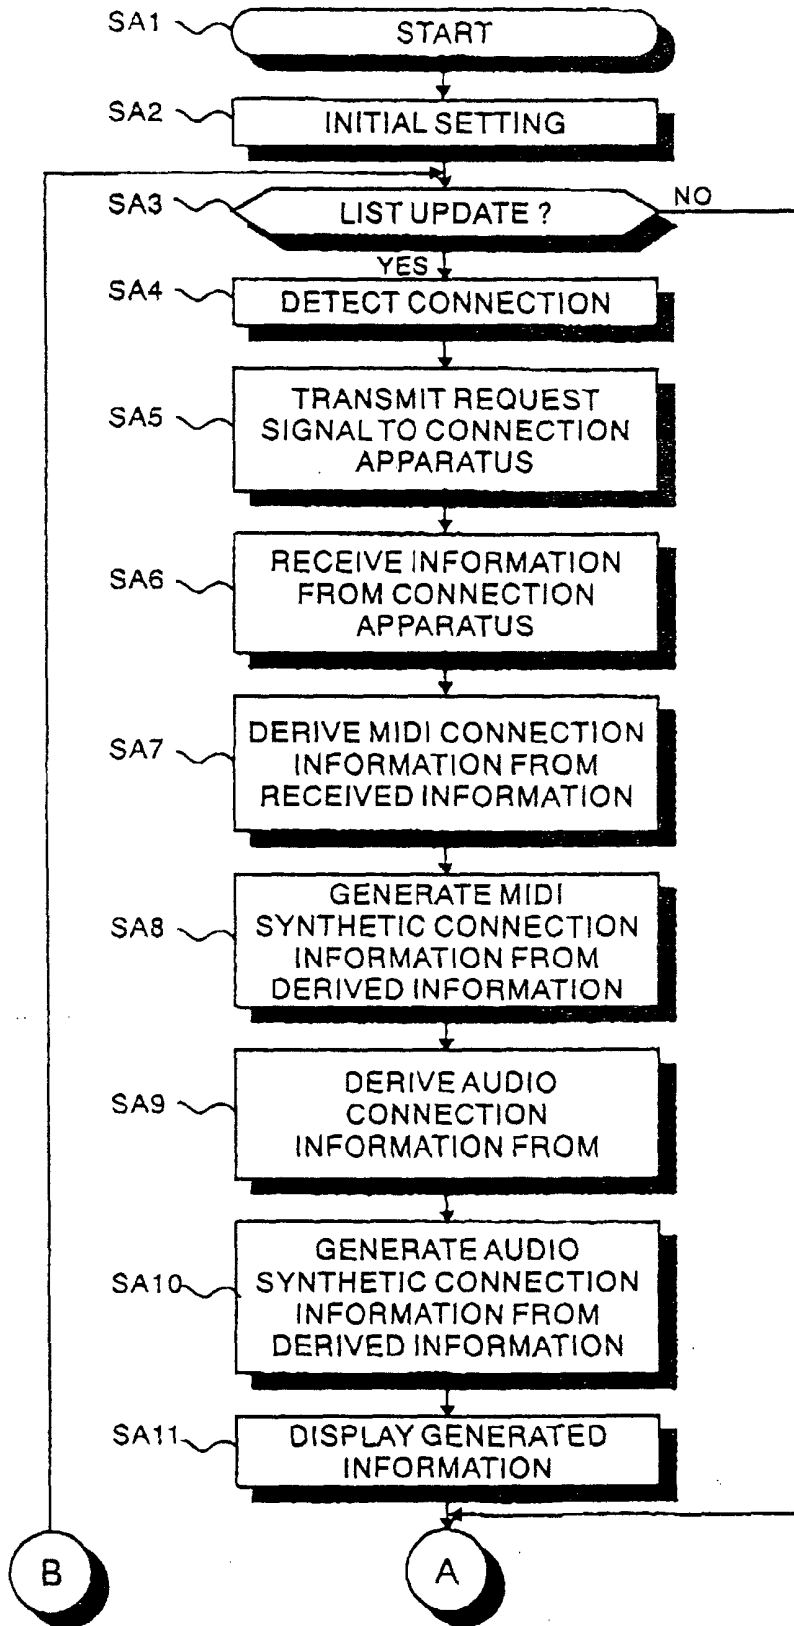 SA1 START
SA2 INITIAL SETTING
SA3 LIST UPDATE ? NO
YES
SA4 DETECT CONNECTION
SA5 TRANSMIT REQUEST
SIGNAL TO CONNECTION
APPARATUS
SA6 RECEIVE INFORMATION
FROM CONNECTION
APPARATUS
SA7 DERIVE MIDI CONNECTION
INFORMATION FROM
RECEIVED INFORMATION
SA8 GENERATE MIDI
SYNTHETIC CONNECTION
INFORMATION FROM
DERIVED INFORMATION
SA9 DERIVE AUDIO
CONNECTION
INFORMATION FROM
SA10 GENERATE AUDIO
SYNTHETIC CONNECTION
INFORMATION FROM
DERIVED INFORMATION
SA11 DISPLAY GENERATED
INFORMATION
B A